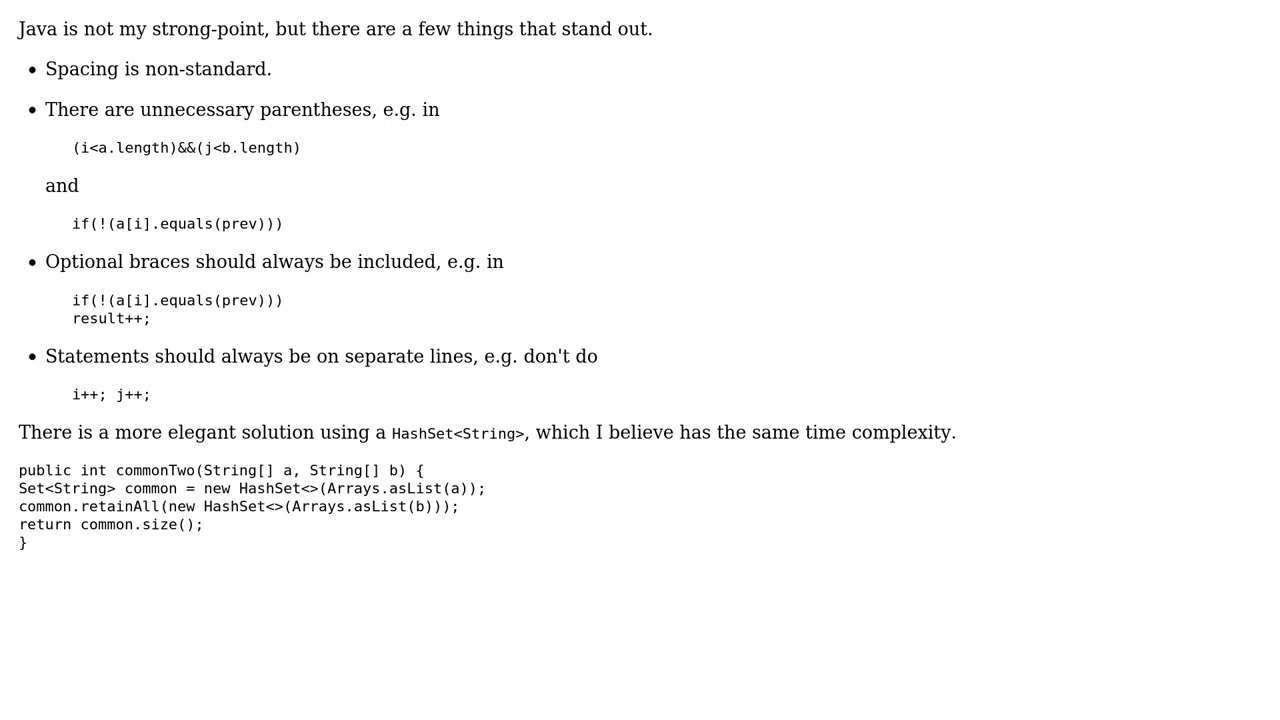 Java is not my strong-point, but there are a few things that stand out.
• Spacing is non-standard.
• There are unnecessary parentheses, e.g. in
(i<a.length)&&(j<b.length)
and
if(!(a[i].equals(prev)))
• Optional braces should always be included, e.g. in
if(!(a[i].equals(prev)))
result++;
• Statements should always be on separate lines, e.g. don't do
i++; j++;
There is a more elegant solution using a HashSet<String>, which I believe has the same time complexity.
public int commonTwo(String[] a, String[] b) {
Set<String> common = new HashSet<>(Arrays.asList(a));
common.retainAll(new HashSet<>(Arrays.asList(b)));
return common.size();
}